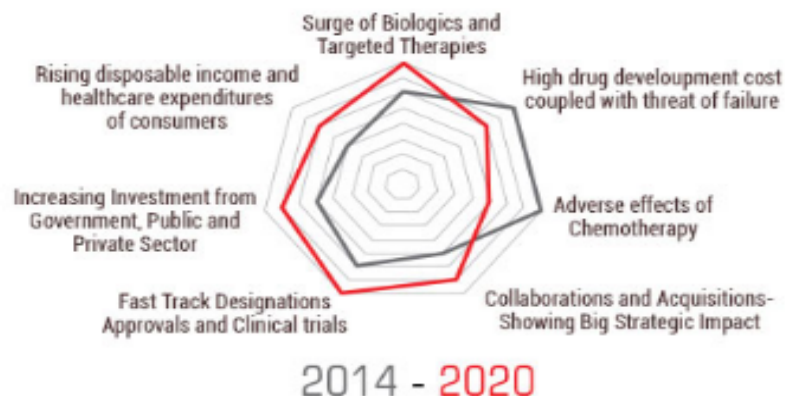 Surge of Biologics and
Targeted Therapies
High drug develoupment cost
coupled with threat of failure
Adverse effects of
Chemotherapy
Collaborations and Acquisitions-
Showing Big Strategic Impact
Fast Track Designations
Approvals and Clinical trials
Increasing Investment from
Government, Public and
Private Sector
Rising disposable income and
healthcare expenditures
of consumers
2014 - 2020